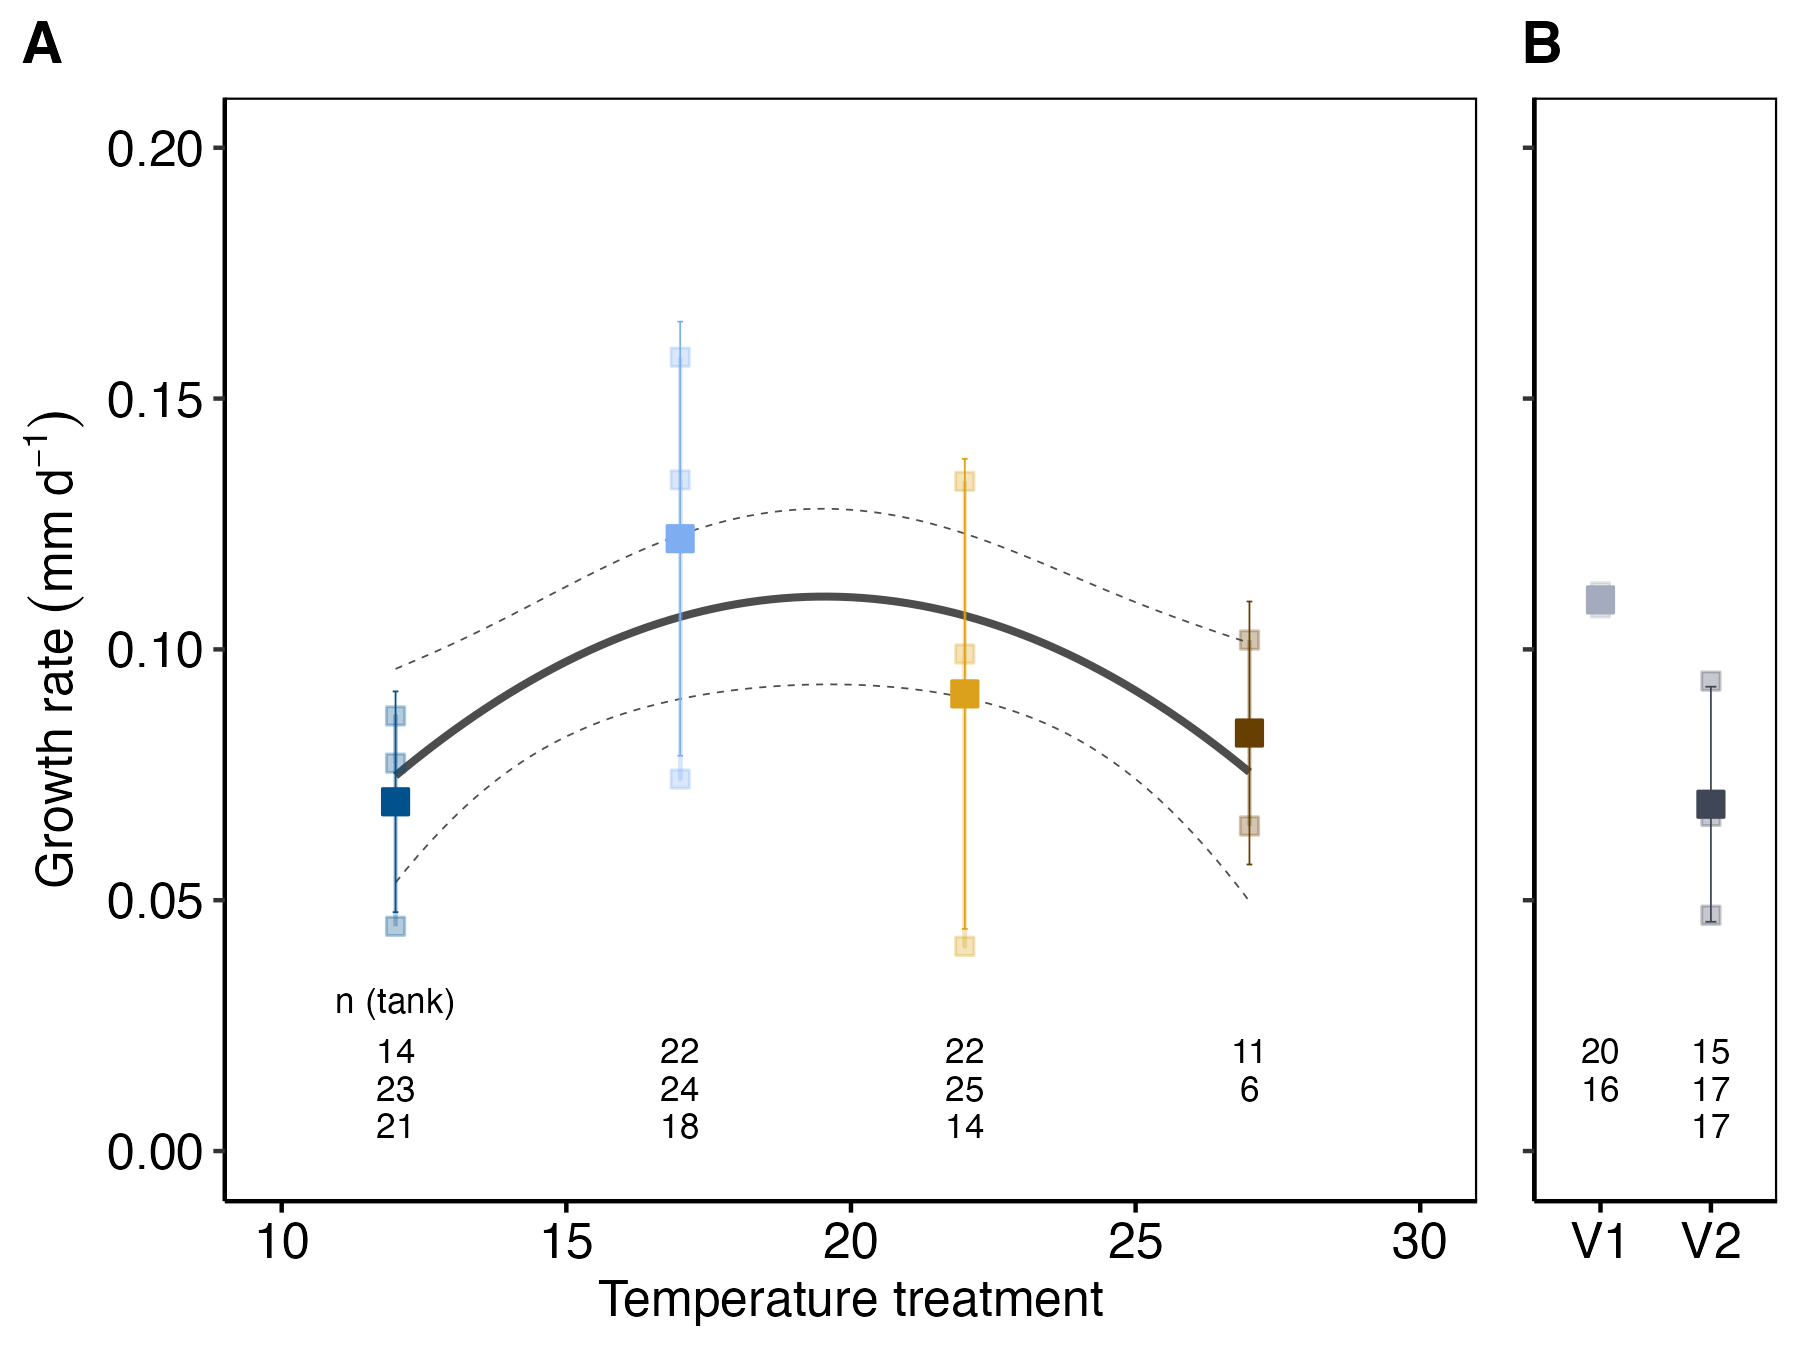 A
B
0.20
0.15
0.10
0.05
0.00
Growth rate (mm d⁻¹)
n (tank)
14 22 22 11 20 15
23 24 25 6 16 17
21 18 14 17
10 15 20 25 30 V1 V2
Temperature treatment